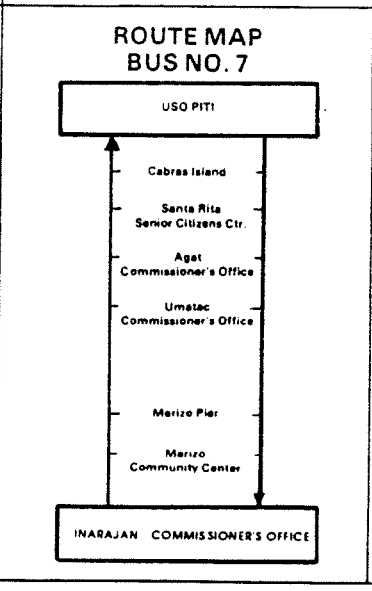 ROUTE MAP
BUS NO. 7
USO PITI
Cabras Island
Santa Rita
Senior Citizens Ctr.
Agat
Commissioner's Office
Umatac
Commissioner's Office
Merizo Pier
Merizo
Community Center
INARAJAN COMMISSIONER'S OFFICE